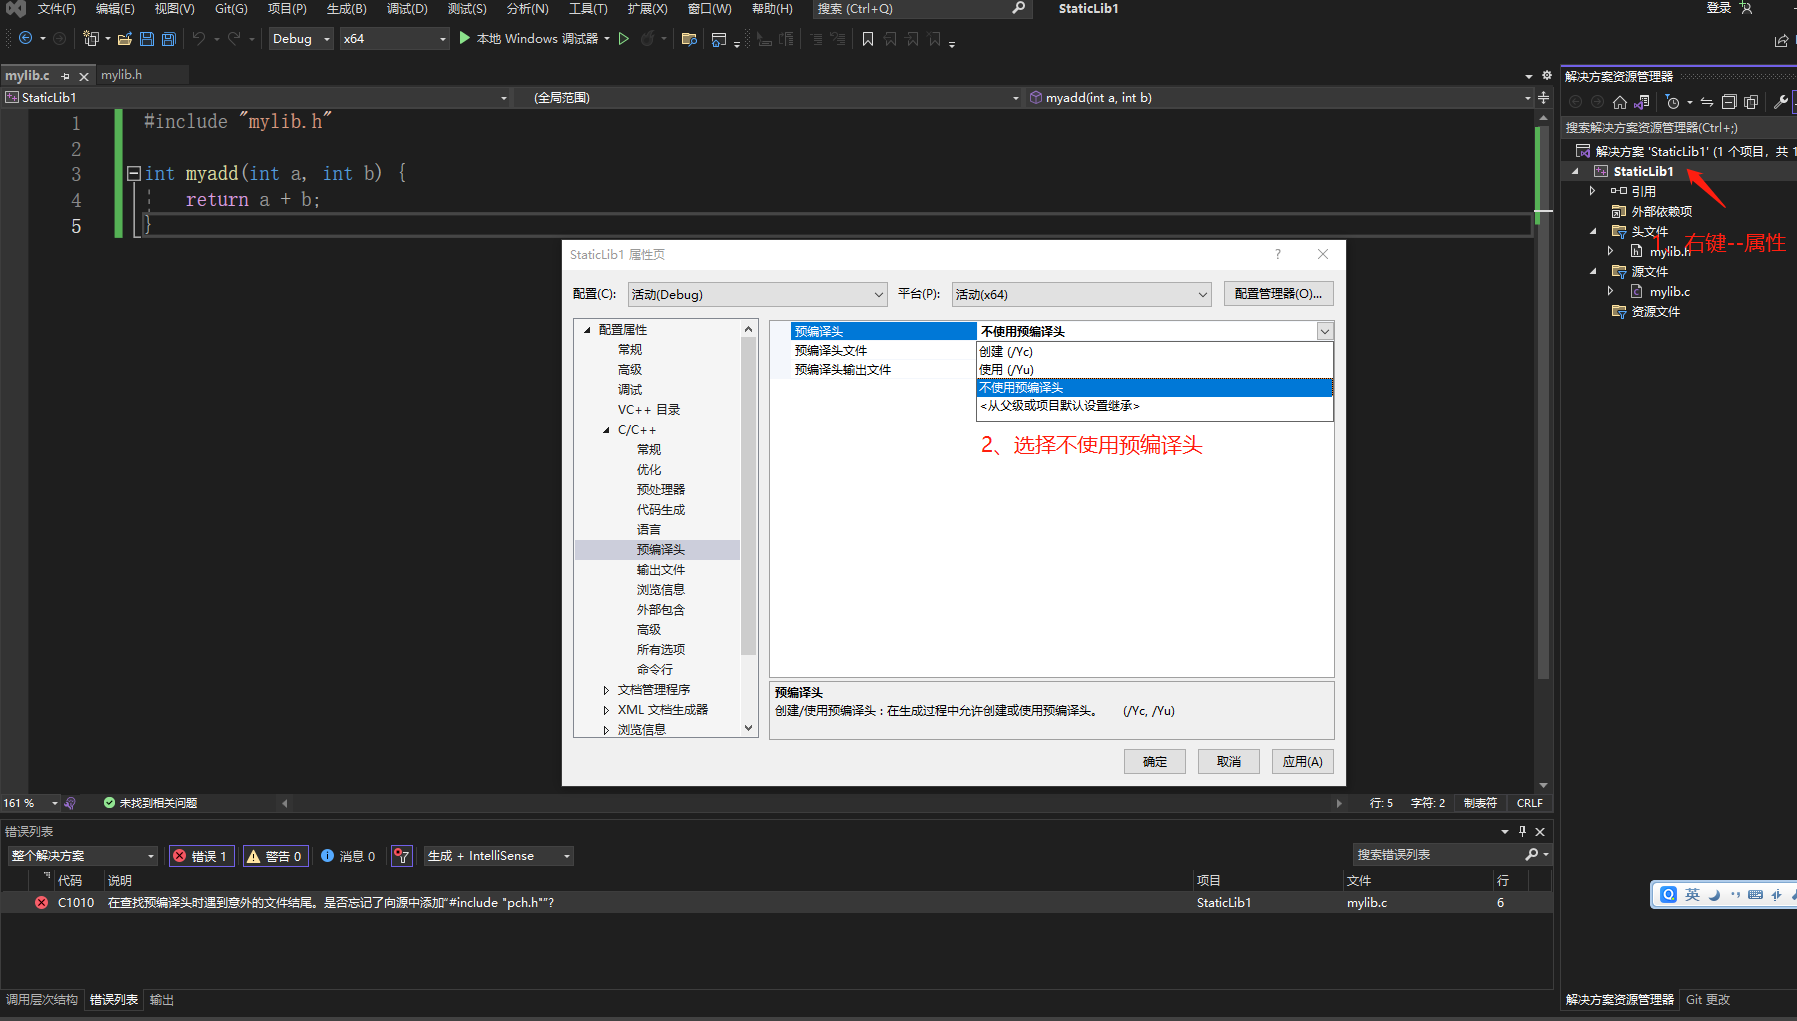 文件(F) 编辑(E) 视图(V) Git(G) 项目(P) 生成(B) 调试(D) 测试(S) 分析(N) 工具(T) 扩展(X) 窗口(W) 帮助(H) 搜索 (Ctrl+Q) StaticLib1 登录
Debug x64 本地 Windows 调试器
mylib.c mylib.h
StaticLib1 (全局范围) myadd(int a, int b)
1 #include "mylib.h"
2
3 int myadd(int a, int b) {
4 return a + b;
5 }
解决方案资源管理器
搜索解决方案资源管理器(Ctrl+;)
解决方案 'StaticLib1' (1 个项目, 共 1
StaticLib1
引用
外部依赖项
头文件
mylib.h
源文件
mylib.c
资源文件
1、右键--属性
StaticLib1 属性页
?
配置(C): 活动(Debug) 平台(P): 活动(x64) 配置管理器(O)...
配置属性
常规
高级
调试
VC++ 目录
C/C++
常规
优化
预处理器
代码生成
语言
预编译头
输出文件
浏览信息
外部包含
高级
所有选项
命令行
文档管理程序
XML 文档生成器
浏览信息
预编译头 不使用预编译头
预编译头文件
预编译头输出文件
创建 (/Yc)
使用 (/Yu)
不使用预编译头
<从父级或项目默认设置继承>
2、选择不使用预编译头
预编译头
创建/使用预编译头 : 在生成过程中允许创建或使用预编译头。 (/Yc, /Yu)
确定 取消 应用(A)
161 % 未找到相关问题 行: 5 字符: 2 制表符 CRLF
错误列表
整个解决方案 错误 1 警告 0 消息 0 生成 + IntelliSense 搜索错误列表
代码 说明 项目 文件 行
C1010 在查找预编译头时遇到意外的文件结尾。是否忘记了向源中添加“#include "pch.h"”? StaticLib1 mylib.c 6
英
调用层次结构 错误列表 输出
解决方案资源管理器 Git 更改